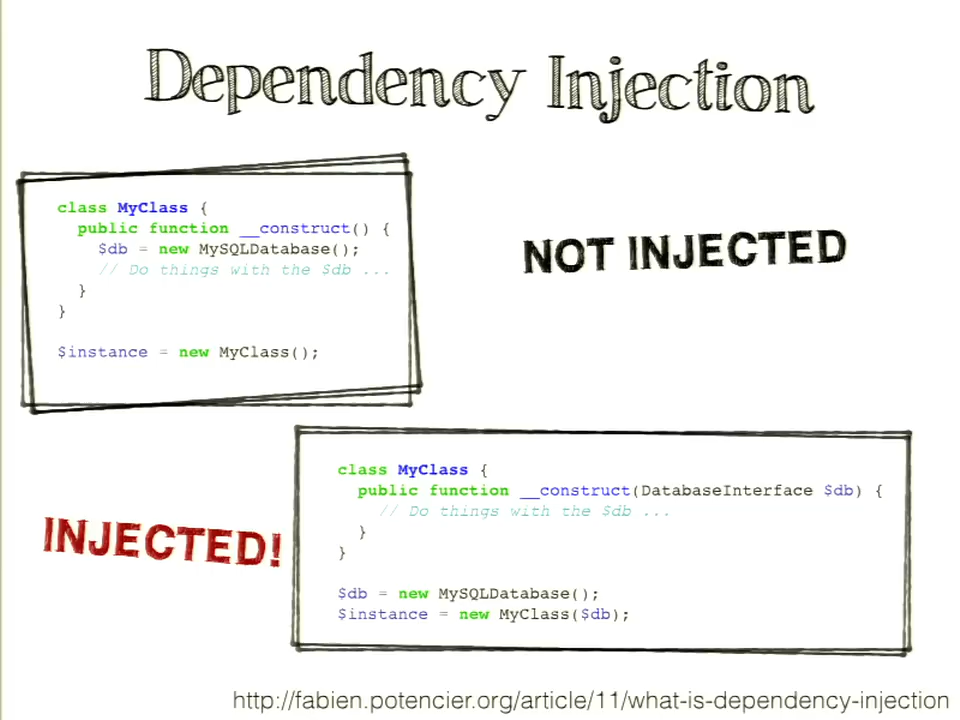 Dependency Injection
class MyClass {
public function __construct() {
$db = new MySQLDatabase();
// Do things with the $db ...
}
}
$instance = new MyClass();
NOT INJECTED
INJECTED!
class MyClass {
public function __construct(DatabaseInterface $db) {
// Do things with the $db ...
}
}
$db = new MySQLDatabase();
$instance = new MyClass($db);
http://fabien.potencier.org/article/11/what-is-dependency-injection